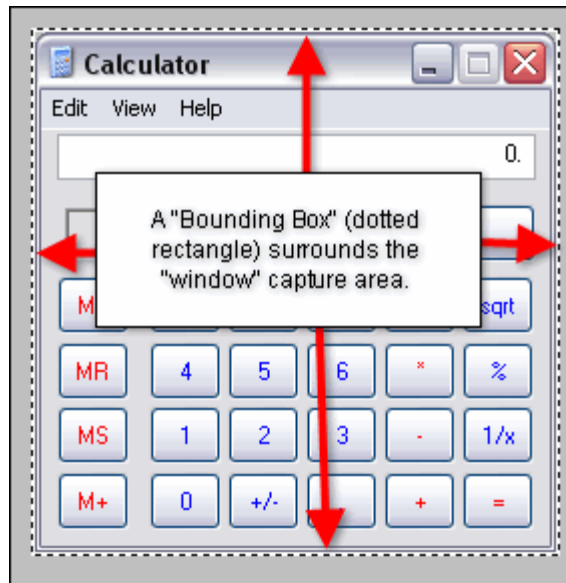 Calculator
Edit View Help
0.
A "Bounding Box" (dotted
rectangle) surrounds the
"window" capture area.
sqrt
MR 4 5 6 * %
MS 1 2 3 - 1/x
M+ 0 +/- + =